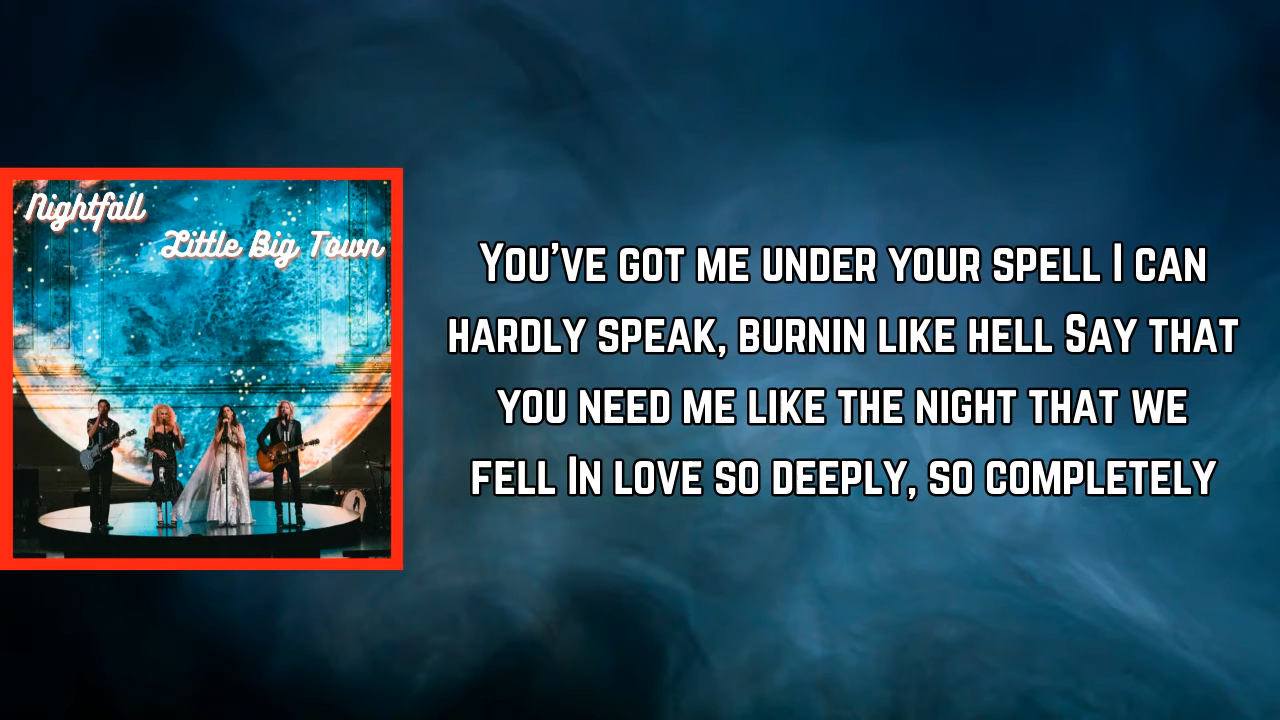 Nightfall
Little Big Town
You've got me under your spell I can
hardly speak, burnin like hell Say that
you need me like the night that we
fell In love so deeply, so completely